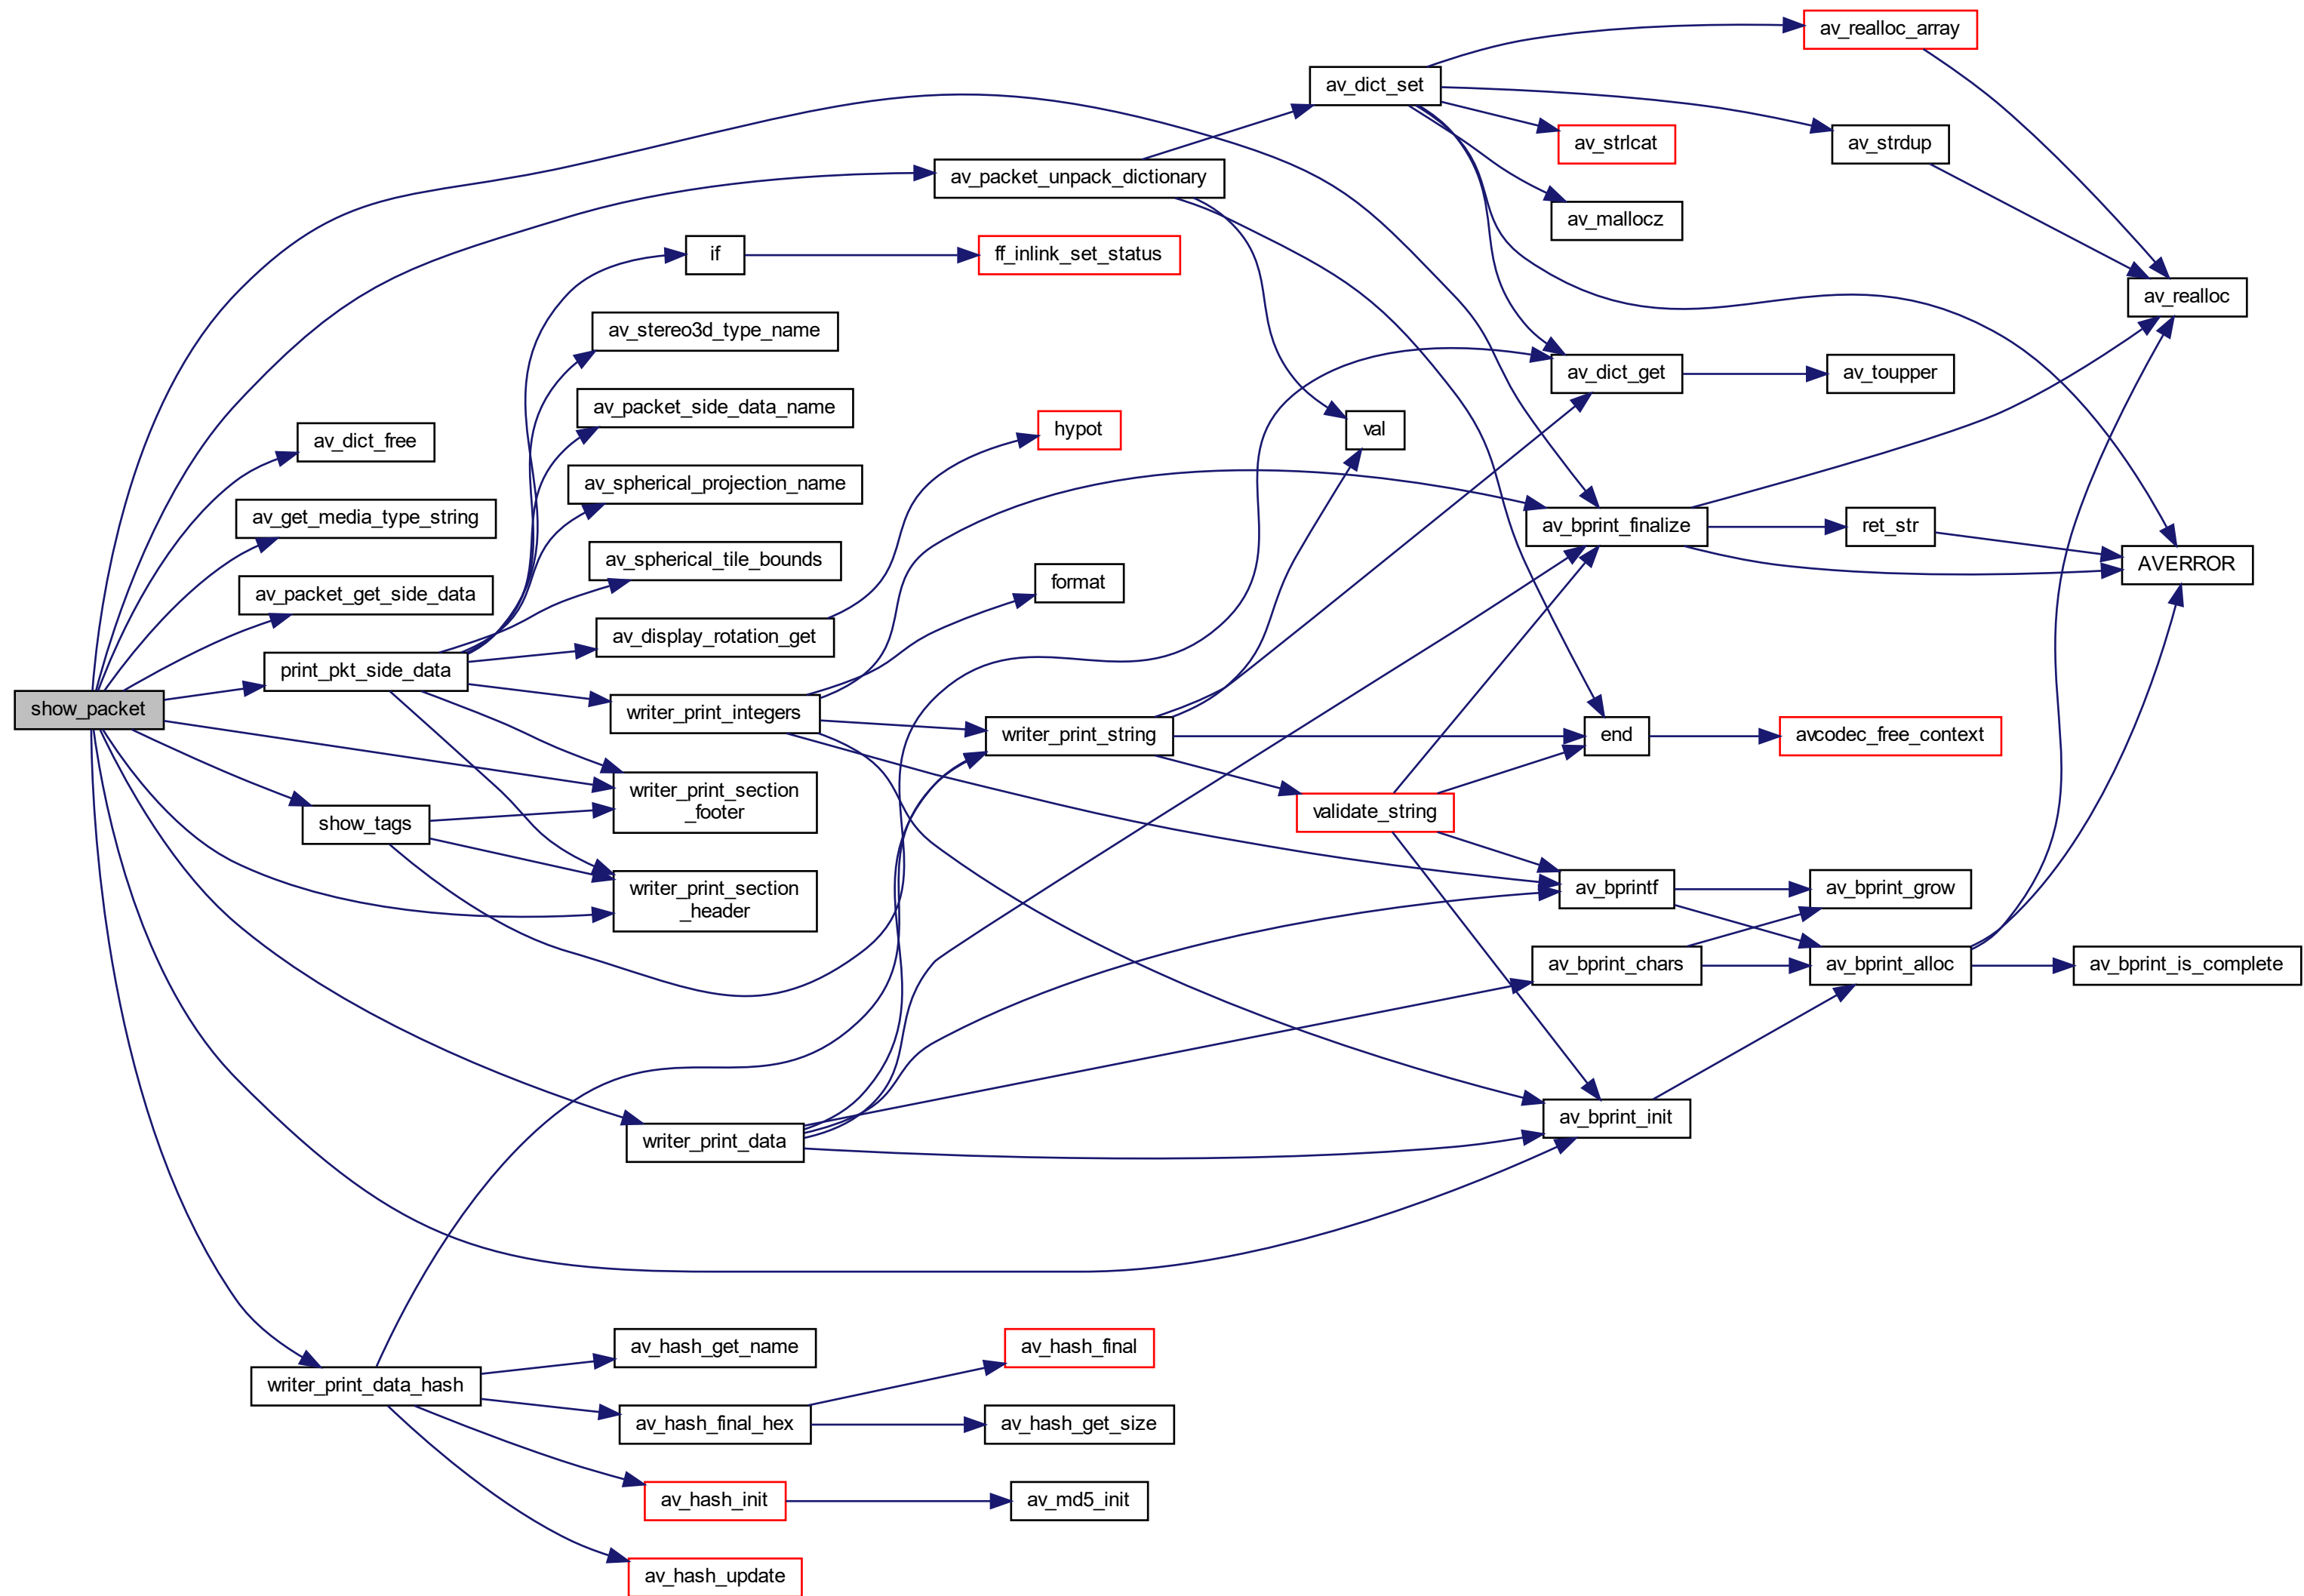 av_realloc_array
av_dict_set
av_strlcat
av_strdup
av_packet_unpack_dictionary
av_mallocz
if
ff_inlink_set_status
av_realloc
av_stereo3d_type_name
av_dict_get
av_toupper
av_packet_side_data_name
av_dict_free
hypot
val
av_spherical_projection_name
av_get_media_type_string
av_bprint_finalize
ret_str
av_spherical_tile_bounds
AVERROR
format
av_packet_get_side_data
av_display_rotation_get
print_pkt_side_data
show_packet
writer_print_integers
writer_print_string
end
avcodec_free_context
writer_print_section
_footer
show_tags
validate_string
writer_print_section
_header
av_bprintf
av_bprint_grow
av_bprint_chars
av_bprint_alloc
av_bprint_is_complete
av_bprint_init
writer_print_data
av_hash_get_name
av_hash_final
writer_print_data_hash
av_hash_final_hex
av_hash_get_size
av_hash_init
av_md5_init
av_hash_update